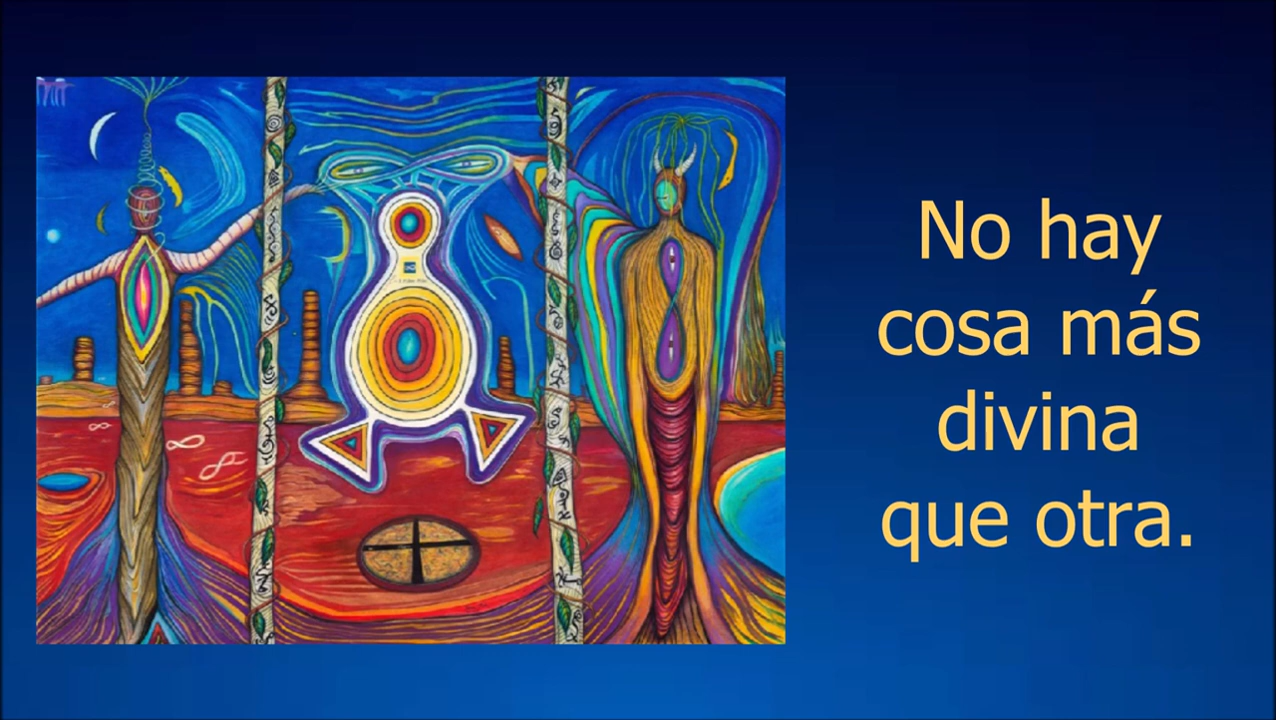 No hay
cosa más
divina
que otra.